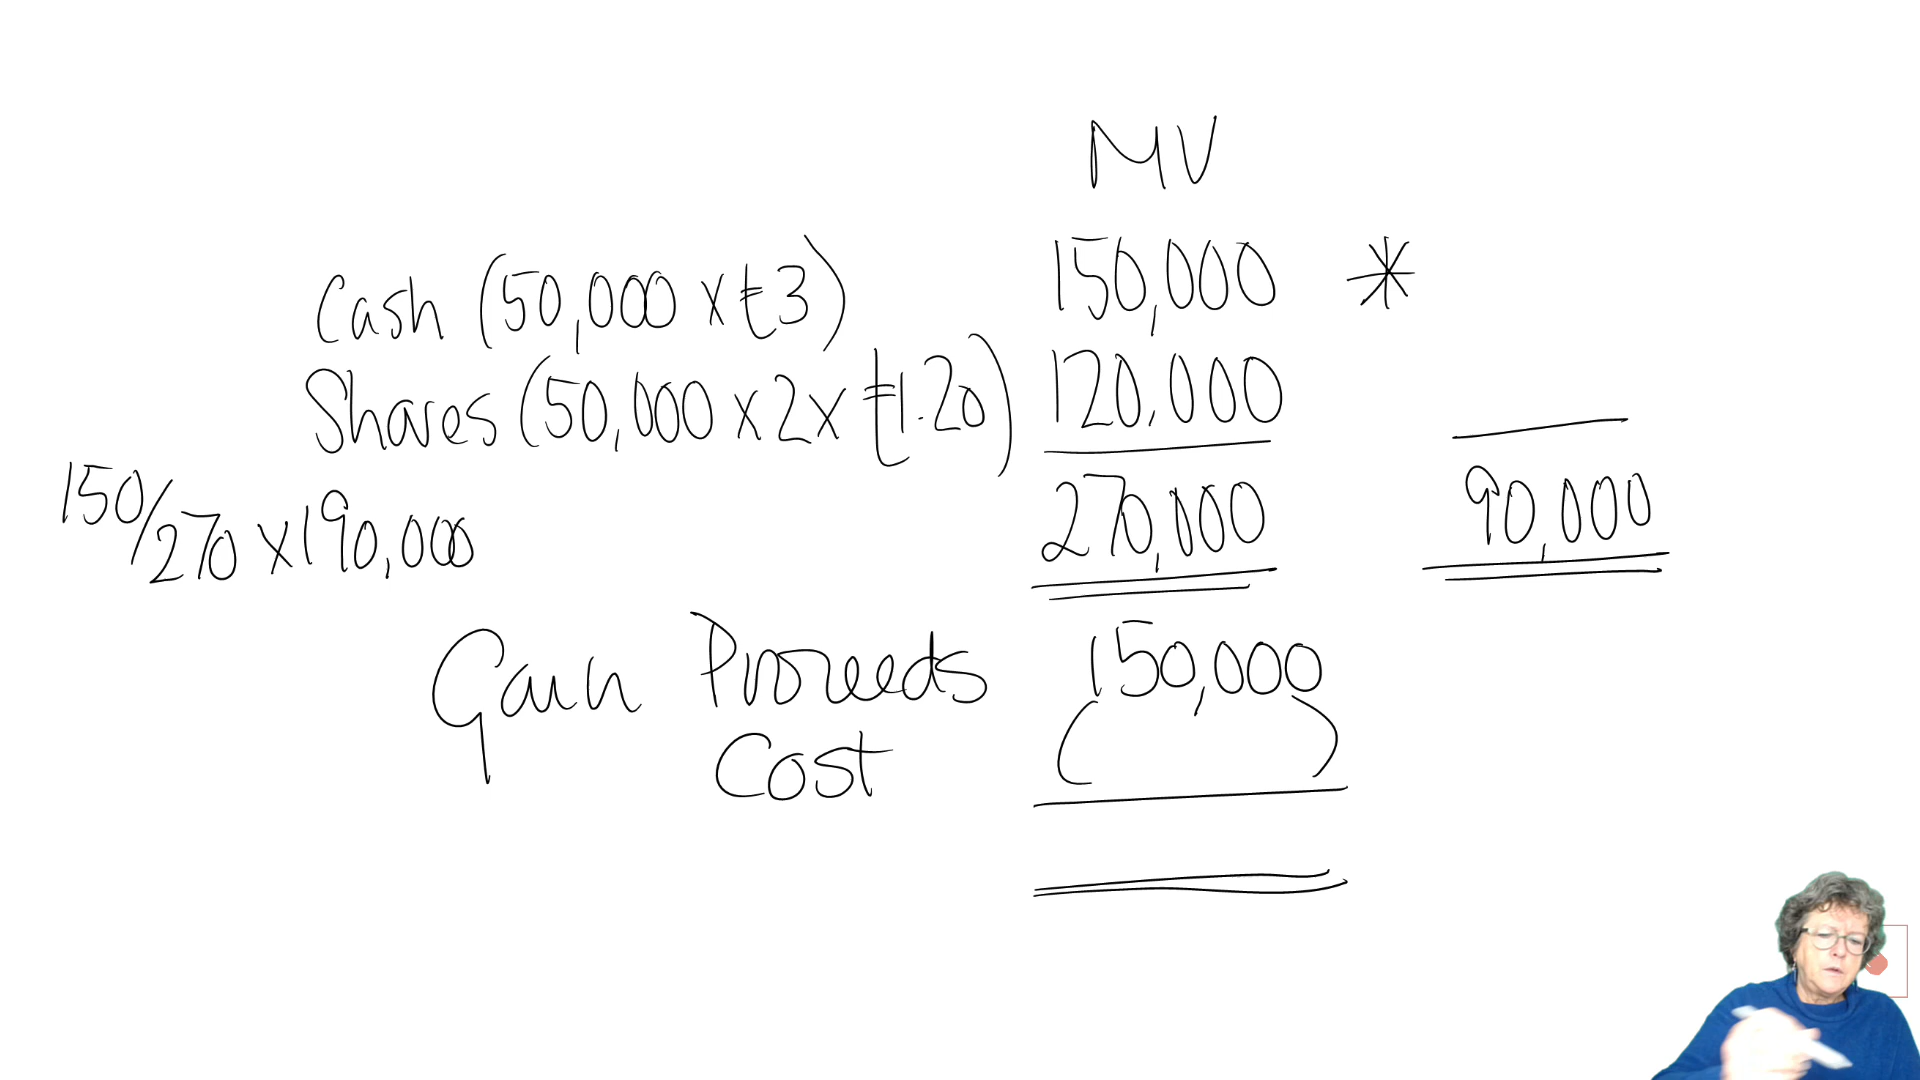 MV
Cash (50,000 x £3) 150,000 *
Shares (50,000 x 2 x £1.20) 120,000
150/270 x 190,000 270,000 90,000
Gain Proceeds 150,000
Cost ( )